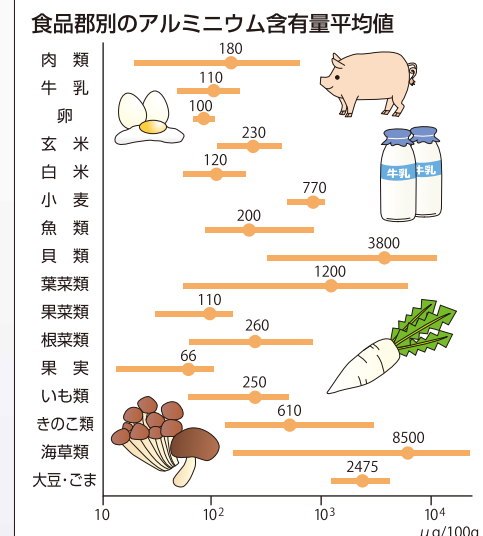 食品郡別のアルミニウム含有量平均値
肉 類 180
牛 乳 110
卵 100
玄 米 230
白 米 120
小 麦 770
魚 類 200
貝 類 3800
葉菜類 1200
果菜類 110
根菜類 260
果 実 66
いも類 250
きのこ類 610
海草類 8500
大豆・ごま 2475
牛乳 牛乳
10 10² 10³ 10⁴
μg/100g